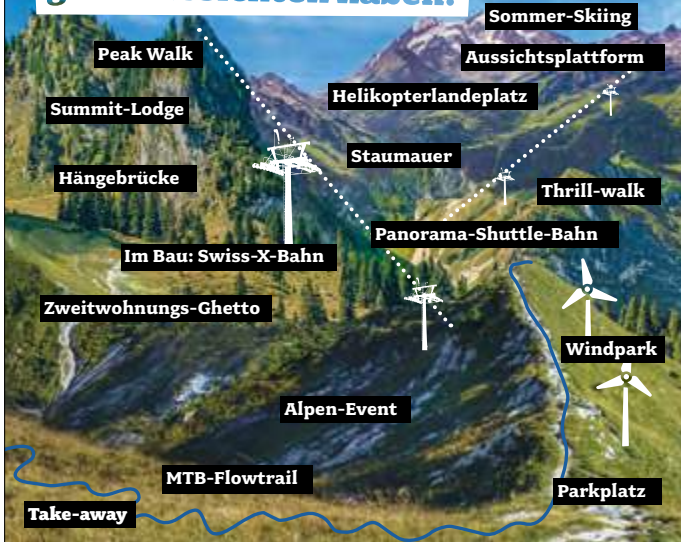 haben!
Sommer-Skiing
Peak Walk
Aussichtsplattform
Helikopterlandeplatz
Summit-Lodge
Staumauer
Hängebrücke
Thrill-walk
Panorama-Shuttle-Bahn
Im Bau: Swiss-X-Bahn
Zweitwohnungs-Ghetto
Windpark
Alpen-Event
MTB-Flowtrail
Parkplatz
Take-away